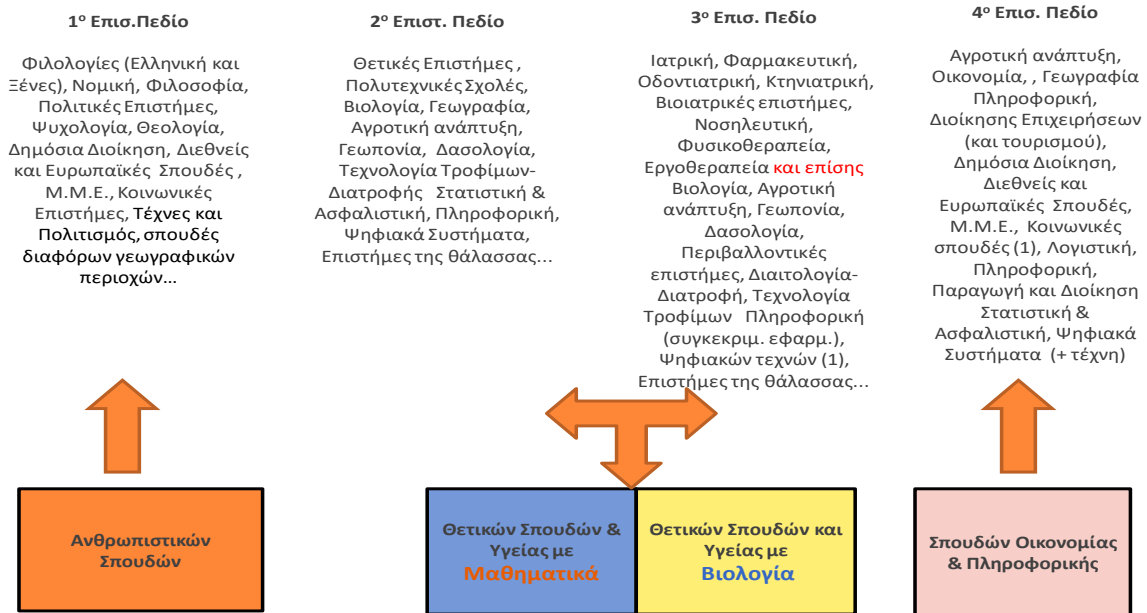 1ο Επισ.Πεδίο
Φιλολογίες (Ελληνική και
Ξένες), Νομική, Φιλοσοφία,
Πολιτικές Επιστήμες,
Ψυχολογία, Θεολογία,
Δημόσια Διοίκηση, Διεθνείς
και Ευρωπαϊκές Σπουδές ,
Μ.Μ.Ε., Κοινωνικές
Επιστήμες, Τέχνες και
Πολιτισμός, σπουδές
διαφόρων γεωγραφικών
περιοχών...
2ο Επιστ. Πεδίο
Θετικές Επιστήμες ,
Πολυτεχνικές Σχολές,
Βιολογία, Γεωγραφία,
Αγροτική ανάπτυξη,
Γεωπονία, Δασολογία,
Τεχνολογία Τροφίμων-
Διατροφής Στατιστική &
Ασφαλιστική, Πληροφορική,
Ψηφιακά Συστήματα,
Επιστήμες της θάλασσας...
3ο Επισ. Πεδίο
Ιατρική, Φαρμακευτική,
Οδοντιατρική, Κτηνιατρική,
Βιοιατρικές επιστήμες,
Νοσηλευτική,
Φυσικοθεραπεία,
Εργοθεραπεία και επίσης
Βιολογία, Αγροτική
ανάπτυξη, Γεωπονία,
Δασολογία,
Περιβαλλοντικές
επιστήμες, Διαιτολογία-
Διατροφή, Τεχνολογία
Τροφίμων Πληροφορική
(συγκεκριμ. εφαρμ.),
Ψηφιακών τεχνών (1),
Επιστήμες της θάλασσας...
4ο Επισ. Πεδίο
Αγροτική ανάπτυξη,
Οικονομία, , Γεωγραφία
Πληροφορική,
Διοίκησης Επιχειρήσεων
(και τουρισμού),
Δημόσια Διοίκηση,
Διεθνείς και
Ευρωπαϊκές Σπουδές,
Μ.Μ.Ε., Κοινωνικές
σπουδές (1), Λογιστική,
Πληροφορική,
Παραγωγή και Διοίκηση
Στατιστική &
Ασφαλιστική, Ψηφιακά
Συστήματα (+ τέχνη)
Ανθρωπιστικών
Σπουδών
Θετικών Σπουδών &
Υγείας με
Μαθηματικά
Θετικών Σπουδών και
Υγείας με
Βιολογία
Σπουδών Οικονομίας
& Πληροφορικής